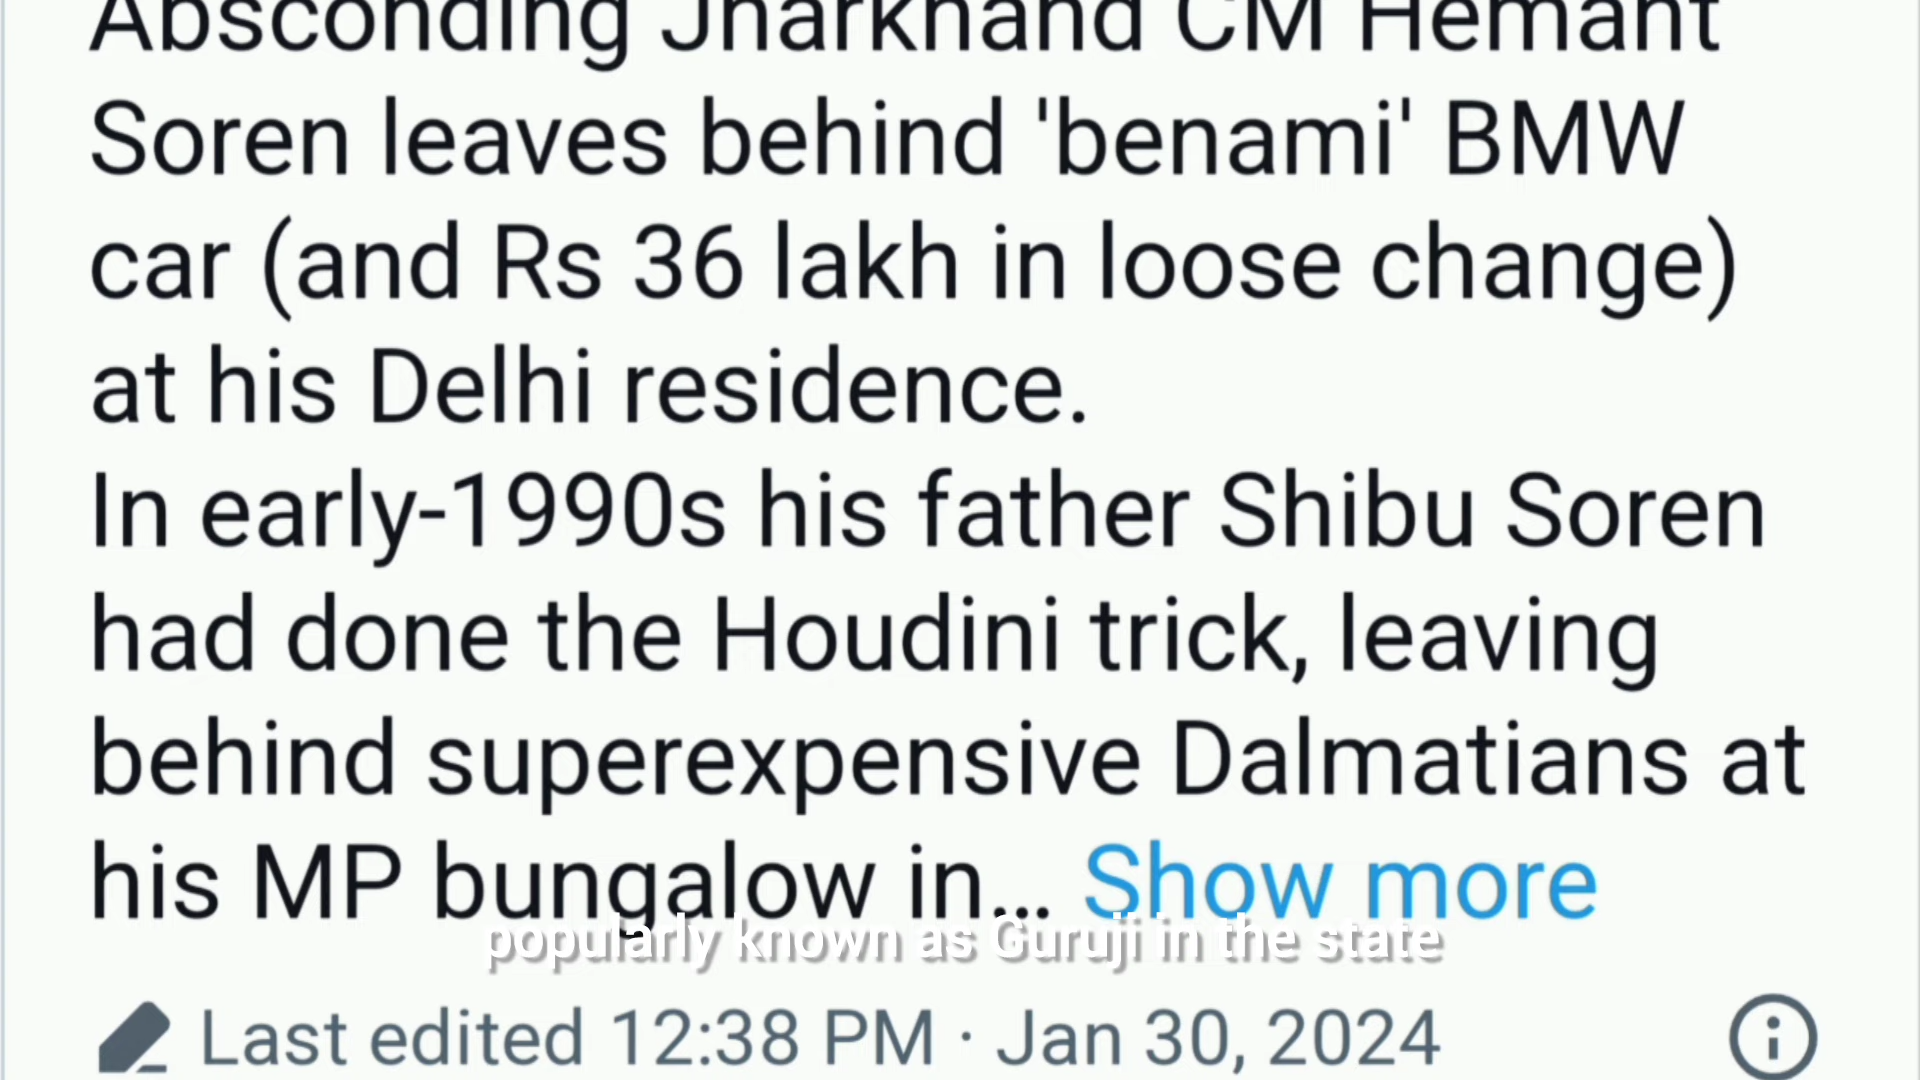 Absconding Jharkhand CM Hemant
Soren leaves behind 'benami' BMW
car (and Rs 36 lakh in loose change)
at his Delhi residence.
In early-1990s his father Shibu Soren
had done the Houdini trick, leaving
behind superexpensive Dalmatians at
his MP bungalow in... Show more
popularly known as Guruji in the state
Last edited 12:38 PM · Jan 30, 2024